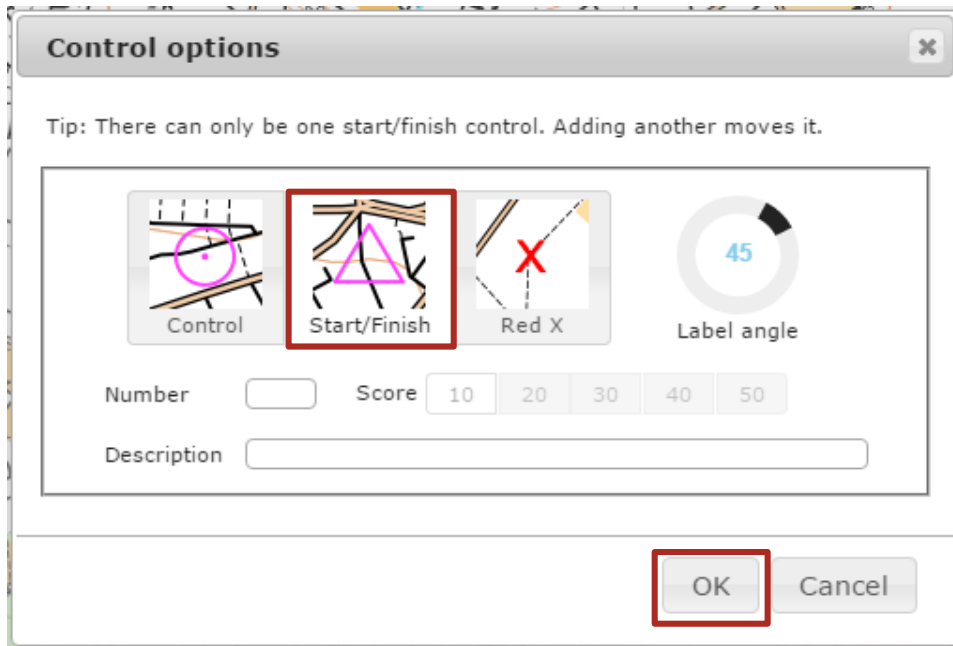 Control options
Tip: There can only be one start/finish control. Adding another moves it.
45
Control Start/Finish Red X Label angle
Number Score 10 20 30 40 50
Description
OK Cancel